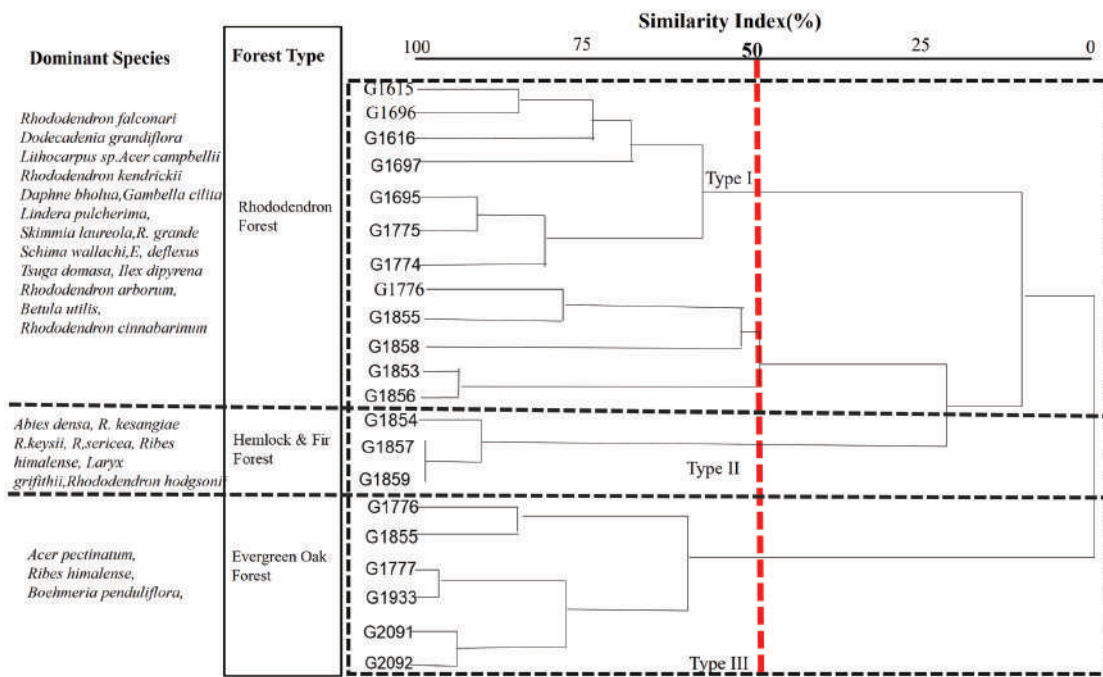 Similarity Index(%)
100 75 50 25 0
Dominant Species
Forest Type
Rhododendron falconari
Dodecadenia grandiflora
Lithocarpus sp.Acer campbellii
Rhododendron kendrickii
Daphne bholua,Gambella cilita
Lindera pulcherima,
Skimmia laureola,R. grande
Schima wallachi,E, deflexus
Tsuga domasa, Ilex dipyrena
Rhododendron arborum,
Betula utilis,
Rhododendron cinnabarinum
Rhododendron
Forest
G1615
G1696
G1616
G1697
G1695
G1775
G1774
G1776
G1855
G1858
G1853
G1856
Type I
Abies densa, R. kesangiae
R.keysii, R,sericea, Ribes
himalense, Laryx
grifithii,Rhododendron hodgsonii
Hemlock & Fir
Forest
G1854
G1857
G1859
Type II
Acer pectinatum,
Ribes himalense,
Boehmeria penduliflora,
Evergreen Oak
Forest
G1776
G1855
G1777
G1933
G2091
G2092
Type III